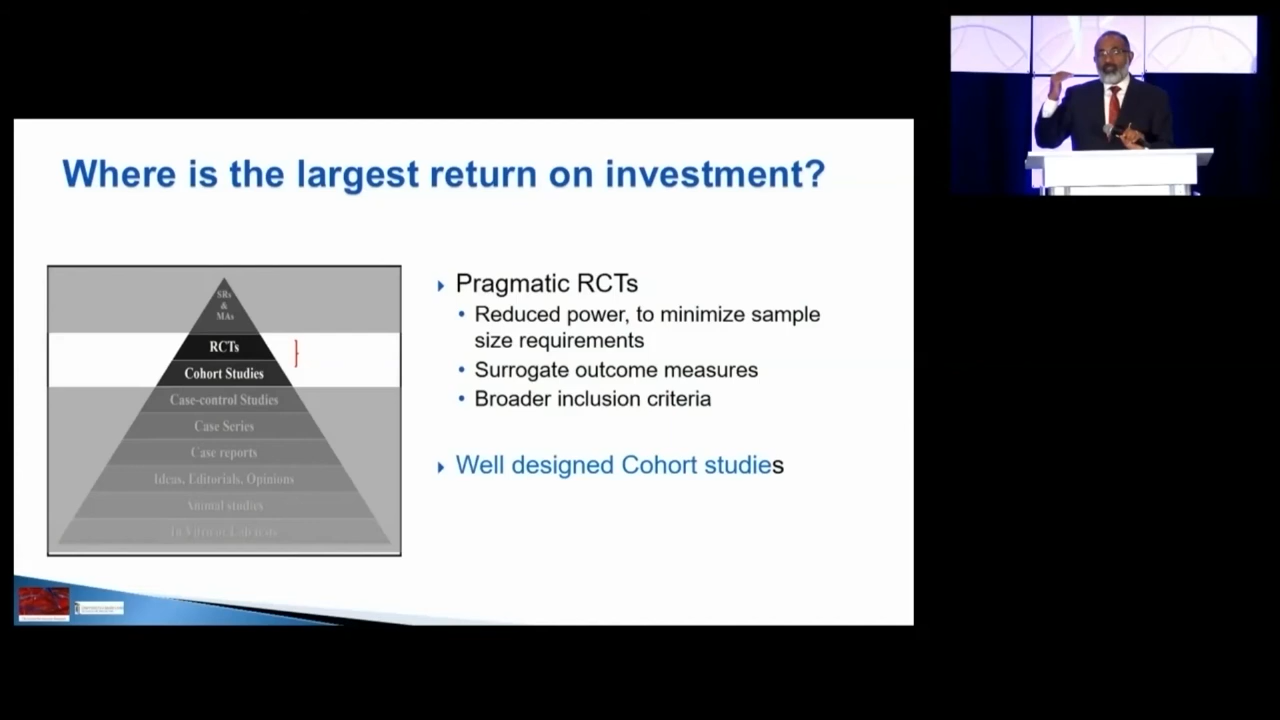 Where is the largest return on investment?
SRs
&
MAs
RCTs
Cohort Studies
Case-control Studies
Case Series
Case reports
Ideas, Editorials, Opinions
Animal studies
Pragmatic RCTs
Reduced power, to minimize sample
size requirements
Surrogate outcome measures
Broader inclusion criteria
Well designed Cohort studies